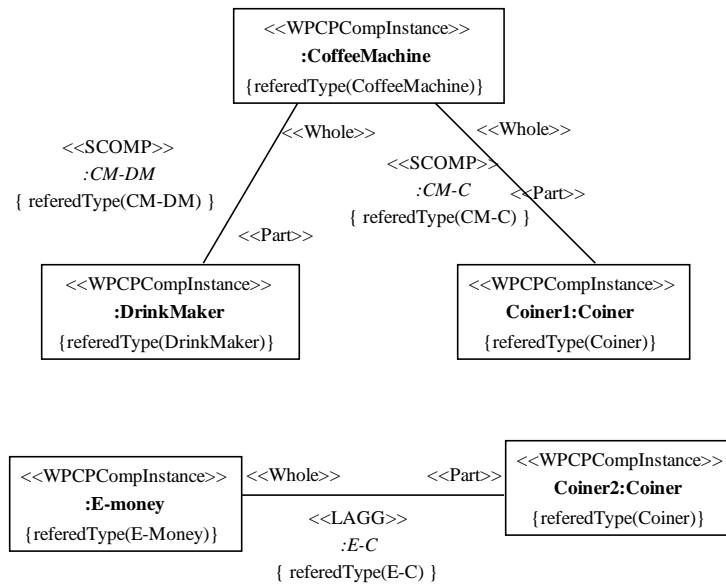 <<WPCPCompInstance>>
:CoffeeMachine
{referedType(CoffeeMachine)}
<<Whole>>
<<Whole>>
<<SCOMP>>
:CM-DM
{ referedType(CM-DM) }
<<SCOMP>>
:CM-C
{ referedType(CM-C) }
<<Part>>
<<Part>>
<<WPCPCompInstance>>
:DrinkMaker
{referedType(DrinkMaker)}
<<WPCPCompInstance>>
Coiner1:Coiner
{referedType(Coiner)}
<<WPCPCompInstance>>
:E-money
{referedType(E-Money)}
<<Whole>>
<<Part>>
<<LAGG>>
:E-C
{ referedType(E-C) }
<<WPCPCompInstance>>
Coiner2:Coiner
{referedType(Coiner)}